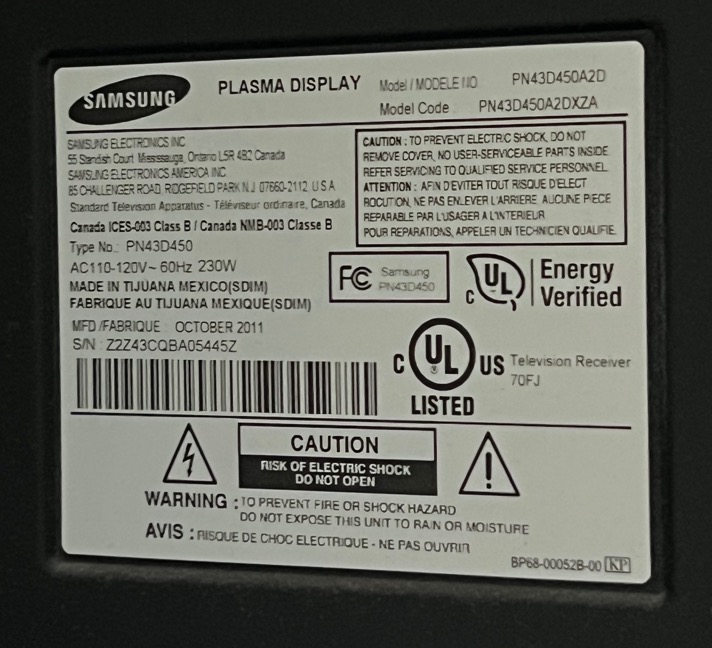 SAMSUNG
PLASMA DISPLAY
Model / MODELE NO PN43D450A2D
Model Code PN43D450A2DXZA
SAMSUNG ELECTRONICS INC
55 Standish Court Mississauga, Ontario L5R 4B2 Canada
SAMSUNG ELECTRONICS AMERICA INC
85 CHALLENGER ROAD RIDGEFIELD PARK N.J 07660-2112 U.S.A
Standard Television Apparatus - Téléviseur ordinaire, Canada
Canada ICES-003 Class B / Canada NMB-003 Classe B
Type No: PN43D450
AC110-120V~ 60Hz 230W
MADE IN TIJUANA MEXICO(SDIM)
FABRIQUE AU TIJUANA MEXIQUE(SDIM)
MFD /FABRIQUE OCTOBER 2011
S/N : Z2Z43CQBA05445Z
CAUTION : TO PREVENT ELECTRIC SHOCK, DO NOT
REMOVE COVER, NO USER-SERVICEABLE PARTS INSIDE.
REFER SERVICING TO QUALIFIED SERVICE PERSONNEL.
ATTENTION : AFIN D'EVITER TOUT RISQUE D'ELECT
ROCUTION, NE PAS ENLEVER L'ARRIERE. AUCUNE PIECE
REPARABLE PAR L'USAGER A L'INTERIEUR.
POUR REPARATIONS, APPELER UN TECHNICIEN QUALIFIE.
FC Samsung
PN43D450
C UL Energy
Verified
C UL US
LISTED
Television Receiver
70FJ
CAUTION
RISK OF ELECTRIC SHOCK
DO NOT OPEN
WARNING : TO PREVENT FIRE OR SHOCK HAZARD
DO NOT EXPOSE THIS UNIT TO RAIN OR MOISTURE
AVIS : RISQUE DE CHOC ELECTRIQUE - NE PAS OUVRIR
BP68-00052B-00 KP